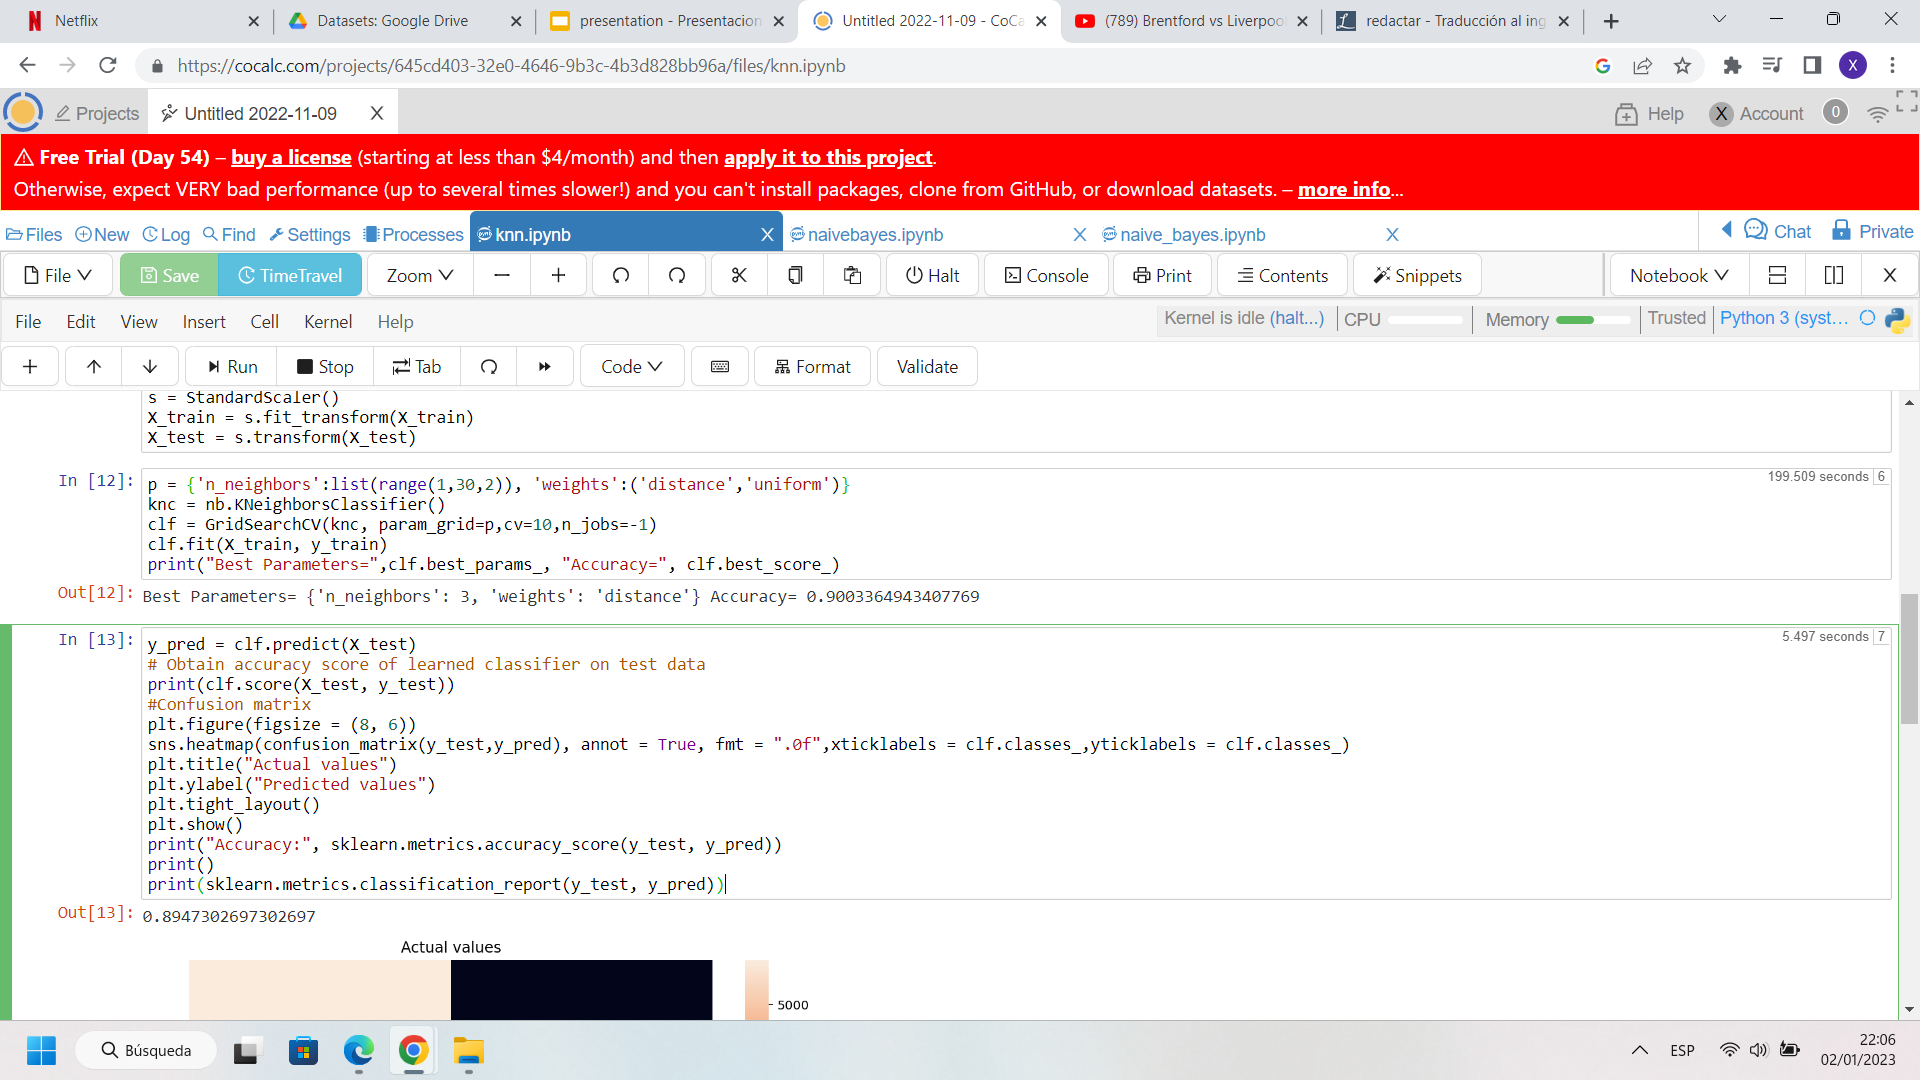 Netflix
Datasets: Google Drive
presentation - Presentacion
Untitled 2022-11-09 - CoCa
(789) Brentford vs Liverpool
redactar - Traducción al ing
https://cocalc.com/projects/645cd403-32e0-4646-9b3c-4b3d828bb96a/files/knn.ipynb
X
Projects
Untitled 2022-11-09
Help
X Account
0
Free Trial (Day 54) – buy a license (starting at less than $4/month) and then apply it to this project.
Otherwise, expect VERY bad performance (up to several times slower!) and you can't install packages, clone from GitHub, or download datasets. – more info...
Files New Log Find Settings Processes knn.ipynb naivebayes.ipynb naive_bayes.ipynb Chat Private
File Save TimeTravel Zoom Halt Console Print Contents Snippets Notebook
File Edit View Insert Cell Kernel Help
Kernel is idle (halt...) CPU Memory Trusted Python 3 (syst...
Run Stop Tab Code Format Validate
s = StandardScaler()
X_train = s.fit_transform(X_train)
X_test = s.transform(X_test)
In [12]:
199.509 seconds 6
p = {'n_neighbors':list(range(1,30,2)), 'weights':('distance','uniform')}
knc = nb.KNeighborsClassifier()
clf = GridSearchCV(knc, param_grid=p,cv=10,n_jobs=-1)
clf.fit(X_train, y_train)
print("Best Parameters=",clf.best_params_, "Accuracy=", clf.best_score_)
Out[12]: Best Parameters= {'n_neighbors': 3, 'weights': 'distance'} Accuracy= 0.9003364943407769
In [13]:
5.497 seconds 7
y_pred = clf.predict(X_test)
# Obtain accuracy score of learned classifier on test data
print(clf.score(X_test, y_test))
#Confusion matrix
plt.figure(figsize = (8, 6))
sns.heatmap(confusion_matrix(y_test,y_pred), annot = True, fmt = ".0f",xticklabels = clf.classes_,yticklabels = clf.classes_)
plt.title("Actual values")
plt.ylabel("Predicted values")
plt.tight_layout()
plt.show()
print("Accuracy:", sklearn.metrics.accuracy_score(y_test, y_pred))
print()
print(sklearn.metrics.classification_report(y_test, y_pred))
Out[13]: 0.8947302697302697
Actual values
5000
Búsqueda
ESP
22:06
02/01/2023